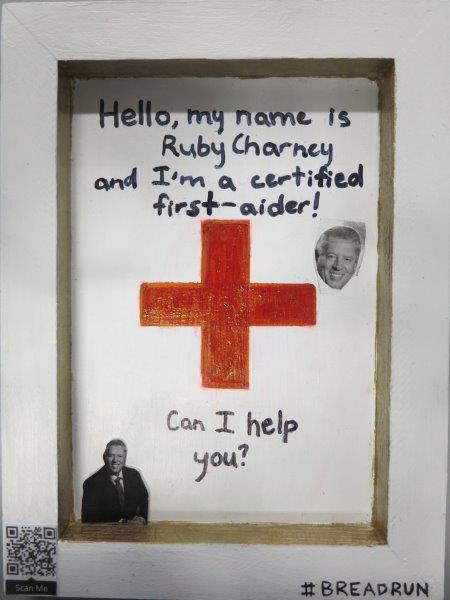 Hello, my name is
Ruby Charney
and I'm a certified
first-aider!
Can I help
you?
Scan Me
#BREADRUN